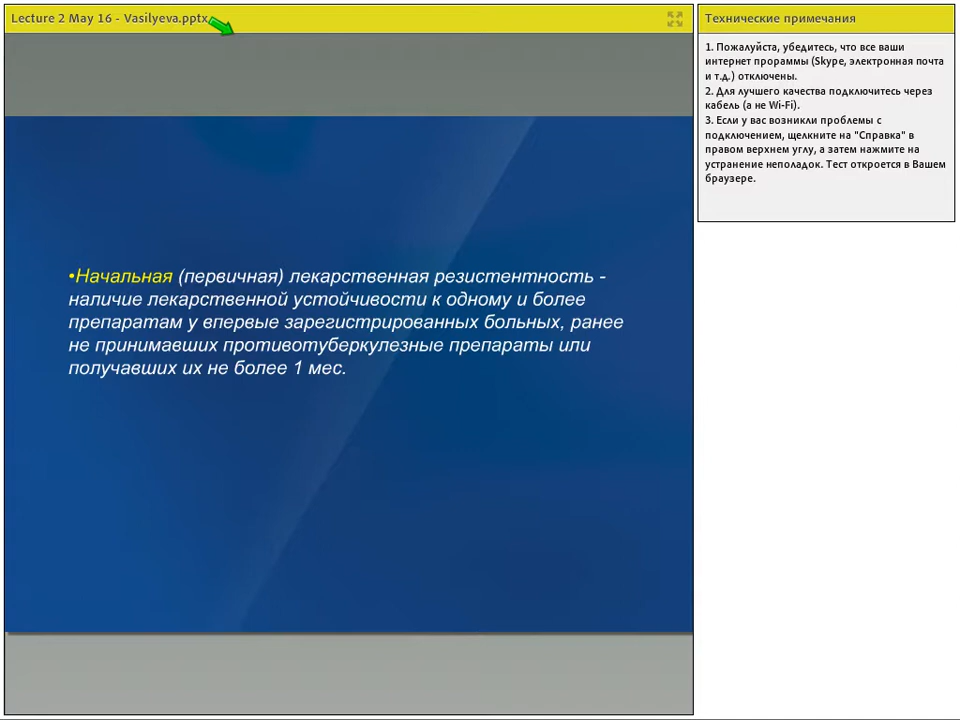 Lecture 2 May 16 - Vasilyeva.pptx
•Начальная (первичная) лекарственная резистентность -
наличие лекарственной устойчивости к одному и более
препаратам у впервые зарегистрированных больных, ранее
не принимавших противотуберкулезные препараты или
получавших их не более 1 мес.
Технические примечания
1. Пожалуйста, убедитесь, что все ваши
интернет прораммы (Skype, электронная почта
и т.д.) отключены.
2. Для лучшего качества подключитесь через
кабель (а не Wi-Fi).
3. Если у вас возникли проблемы с
подключением, щелкните на "Справка" в
правом верхнем углу, а затем нажмите на
устранение неполадок. Тест откроется в Вашем
браузере.